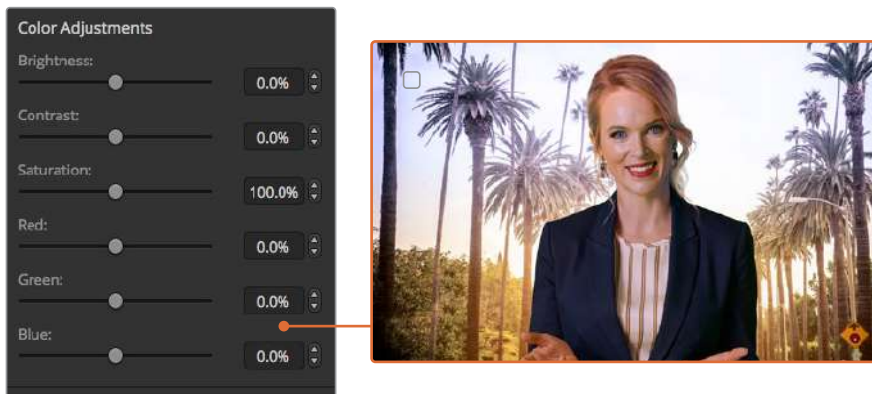 Color Adjustments
Brightness:
0.0%
Contrast:
0.0%
Saturation:
100.0%
Red:
0.0%
Green:
0.0%
Blue:
0.0%